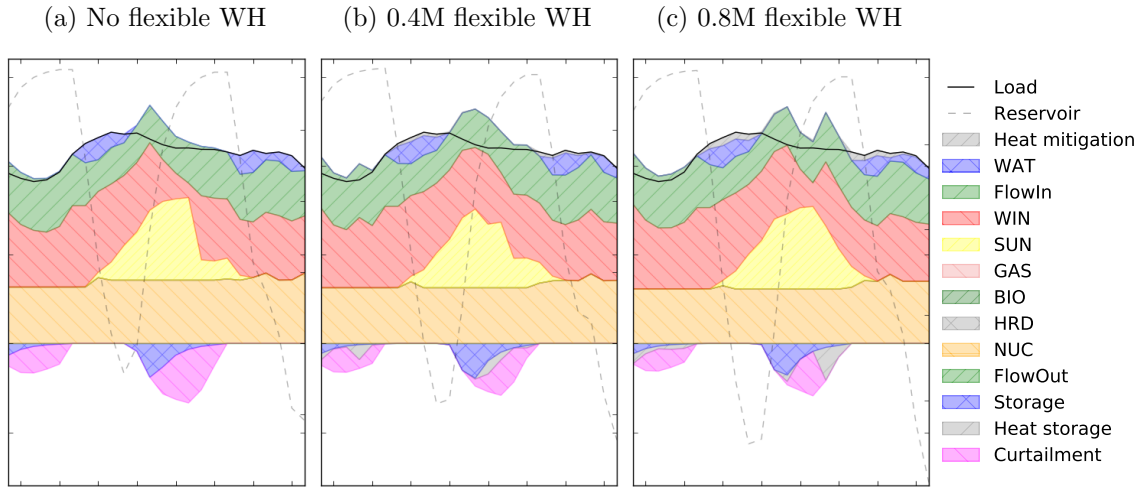 (a) No flexible WH
(b) 0.4M flexible WH
(c) 0.8M flexible WH
Load
Reservoir
Heat mitigation
WAT
FlowIn
WIN
SUN
GAS
BIO
HRD
NUC
FlowOut
Storage
Heat storage
Curtailment